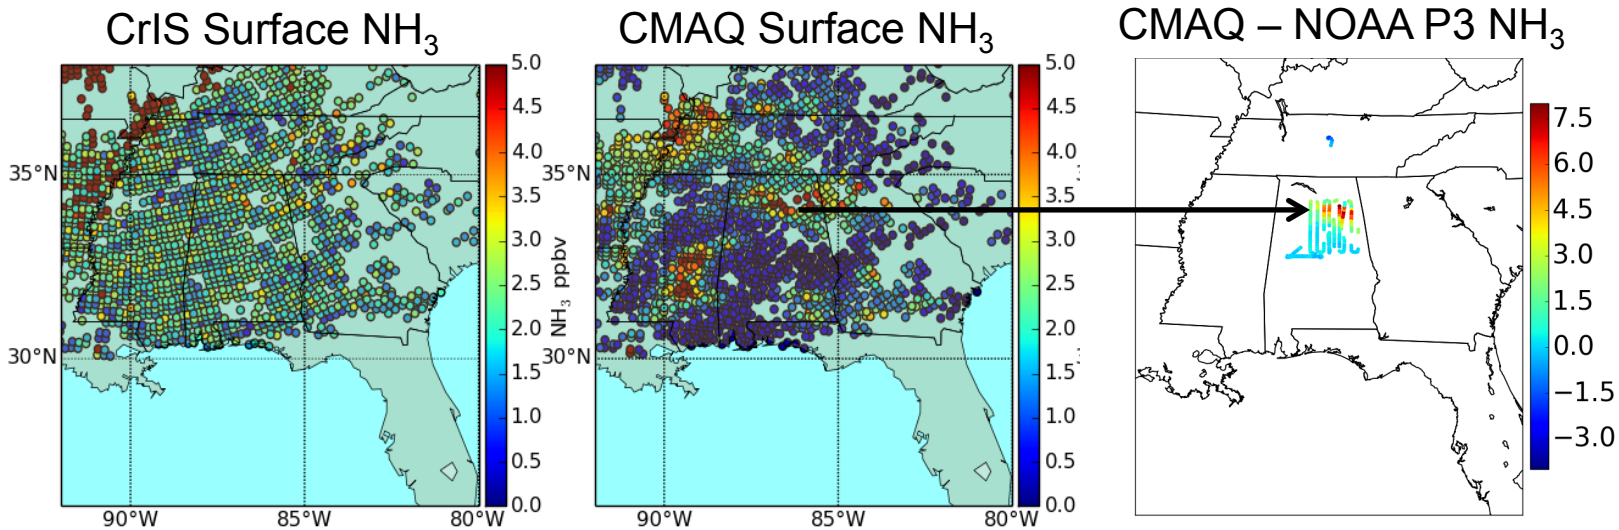 CrIS Surface NH₃
CMAQ Surface NH₃
CMAQ – NOAA P3 NH₃
5.0
4.5
4.0
3.5
3.0
2.5
2.0
1.5
1.0
0.5
0.0
NH₃ ppbv
35°N
30°N
90°W
85°W
80°W
5.0
4.5
4.0
3.5
3.0
2.5
2.0
1.5
1.0
0.5
0.0
35°N
30°N
90°W
85°W
80°W
7.5
6.0
4.5
3.0
1.5
0.0
−1.5
−3.0